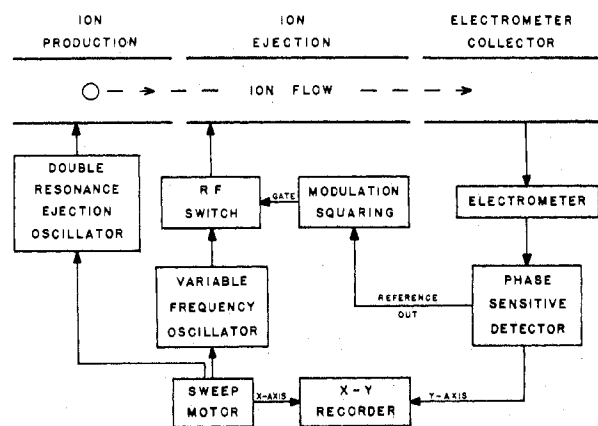 ION
PRODUCTION
ION
EJECTION
ELECTROMETER
COLLECTOR
ION FLOW
DOUBLE
RESONANCE
EJECTION
OSCILLATOR
RF
SWITCH
GATE
MODULATION
SQUARING
ELECTROMETER
VARIABLE
FREQUENCY
OSCILLATOR
REFERENCE
OUT
PHASE
SENSITIVE
DETECTOR
SWEEP
MOTOR
X-AXIS
X-Y
RECORDER
Y-AXIS